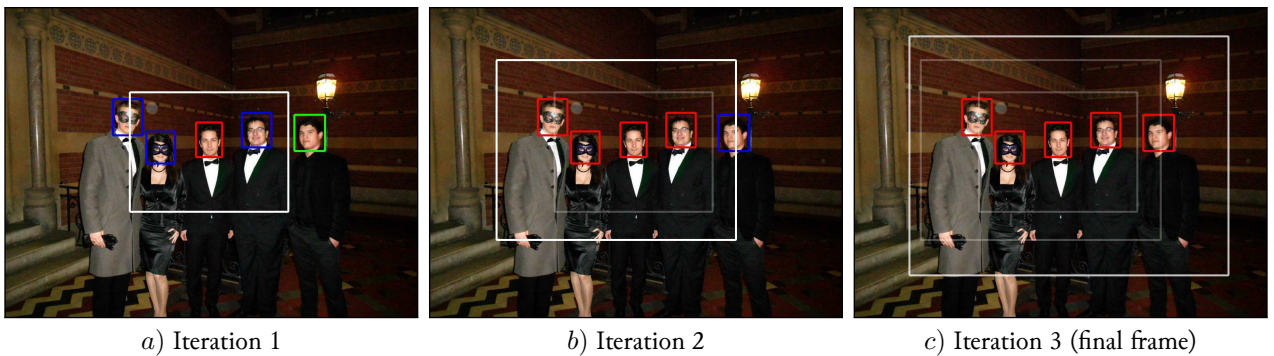 a) Iteration 1
b) Iteration 2
c) Iteration 3 (final frame)